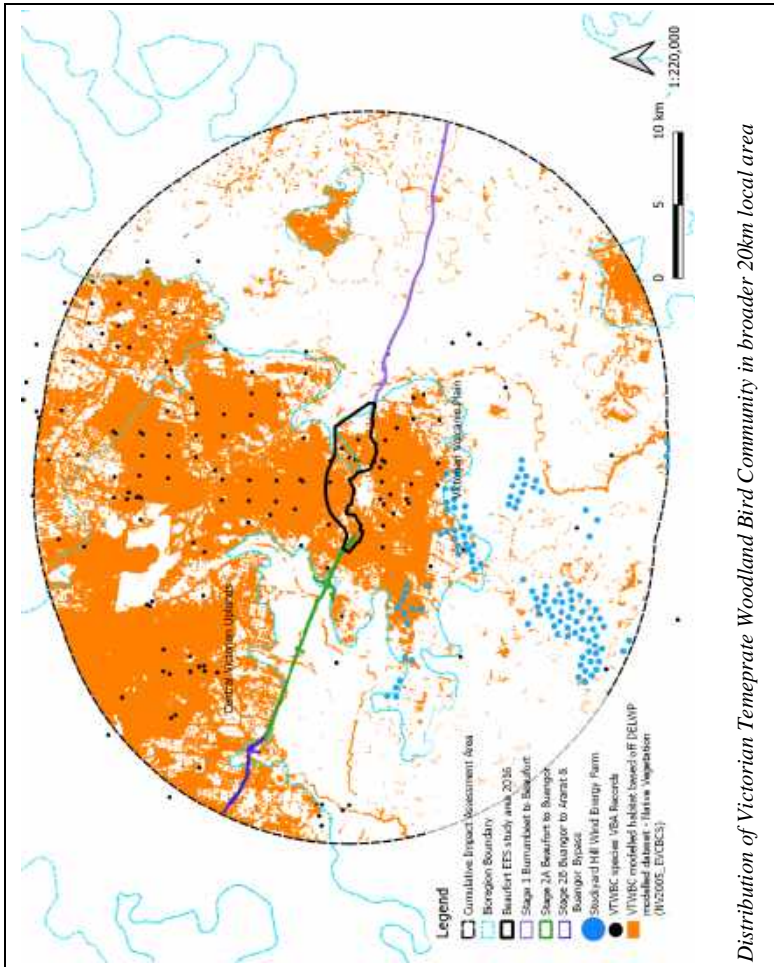 Central Victorian Uplands
Victorian Volcanic Plain
1:220,000
0 5 10 km
Legend
Cumulative Impact Assessment Area
Bioregion Boundary
Beaufort EES study area 2016
Stage 1 Burrumbeet to Beaufort
Stage 2A Beaufort to Buangor
Stage 2B Buangor to Ararat &
Buangor Bypass
Stockyard Hill Wind Energy Farm
VTWBC species VBA Records
VTWBC modelled habitat based off DELWP
modelled dataset - Native Vegetation
(NV2005_EVCBCS)
Distribution of Victorian Temeprate Woodland Bird Community in broader 20km local area